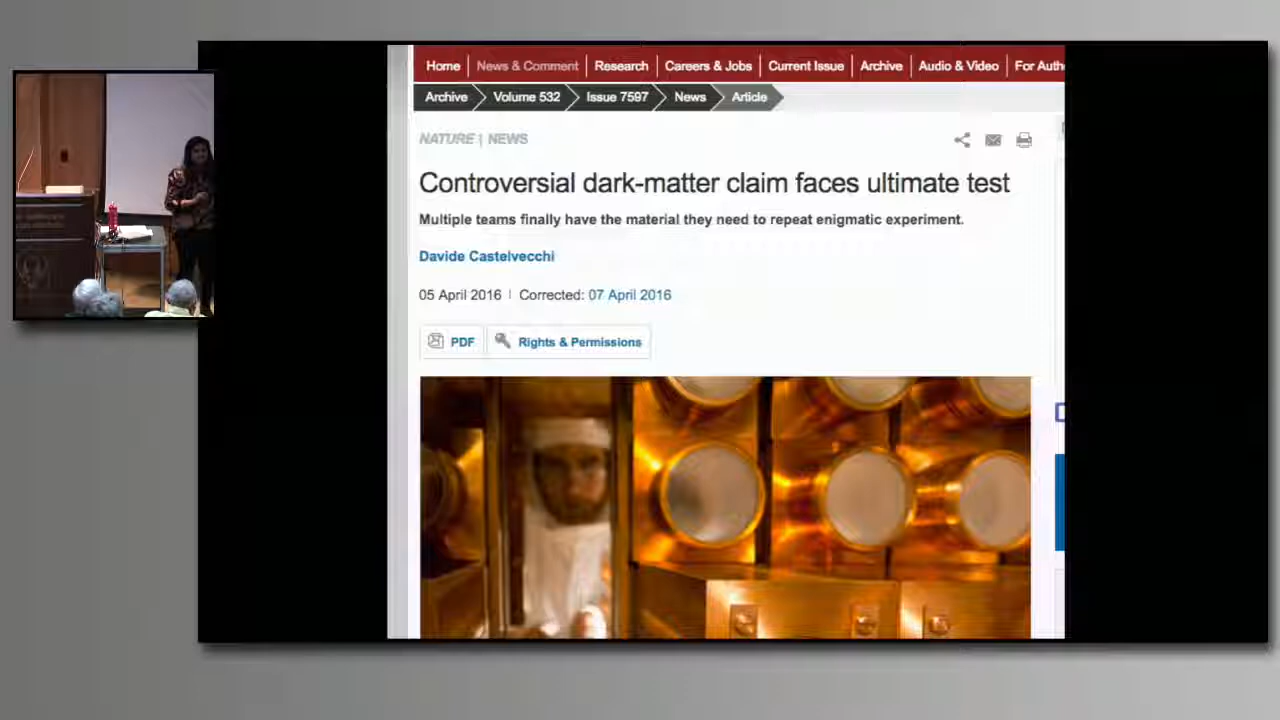 Home News & Comment Research Careers & Jobs Current Issue Archive Audio & Video For Auth
Archive Volume 532 Issue 7597 News Article
NATURE | NEWS
Controversial dark-matter claim faces ultimate test
Multiple teams finally have the material they need to repeat enigmatic experiment.
Davide Castelvecchi
05 April 2016 | Corrected: 07 April 2016
PDF Rights & Permissions